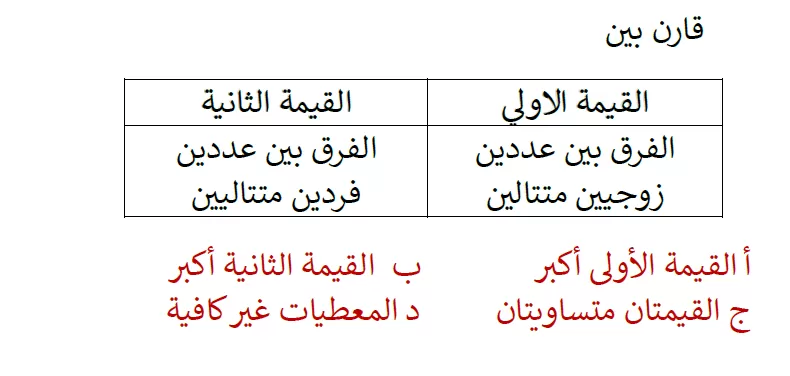 قارن بين
القيمة الاولي القيمة الثانية
الفرق بين عددين الفرق بين عددين
زوجيين متتالين فردين متتاليين
أ القيمة الأولى أكبر ب القيمة الثانية أكبر
ج القيمتان متساويتان د المعطيات غير كافية